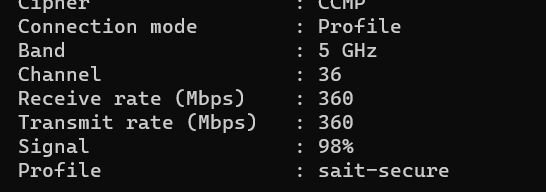 Cipher : CCMP
Connection mode : Profile
Band : 5 GHz
Channel : 36
Receive rate (Mbps) : 360
Transmit rate (Mbps) : 360
Signal : 98%
Profile : sait-secure